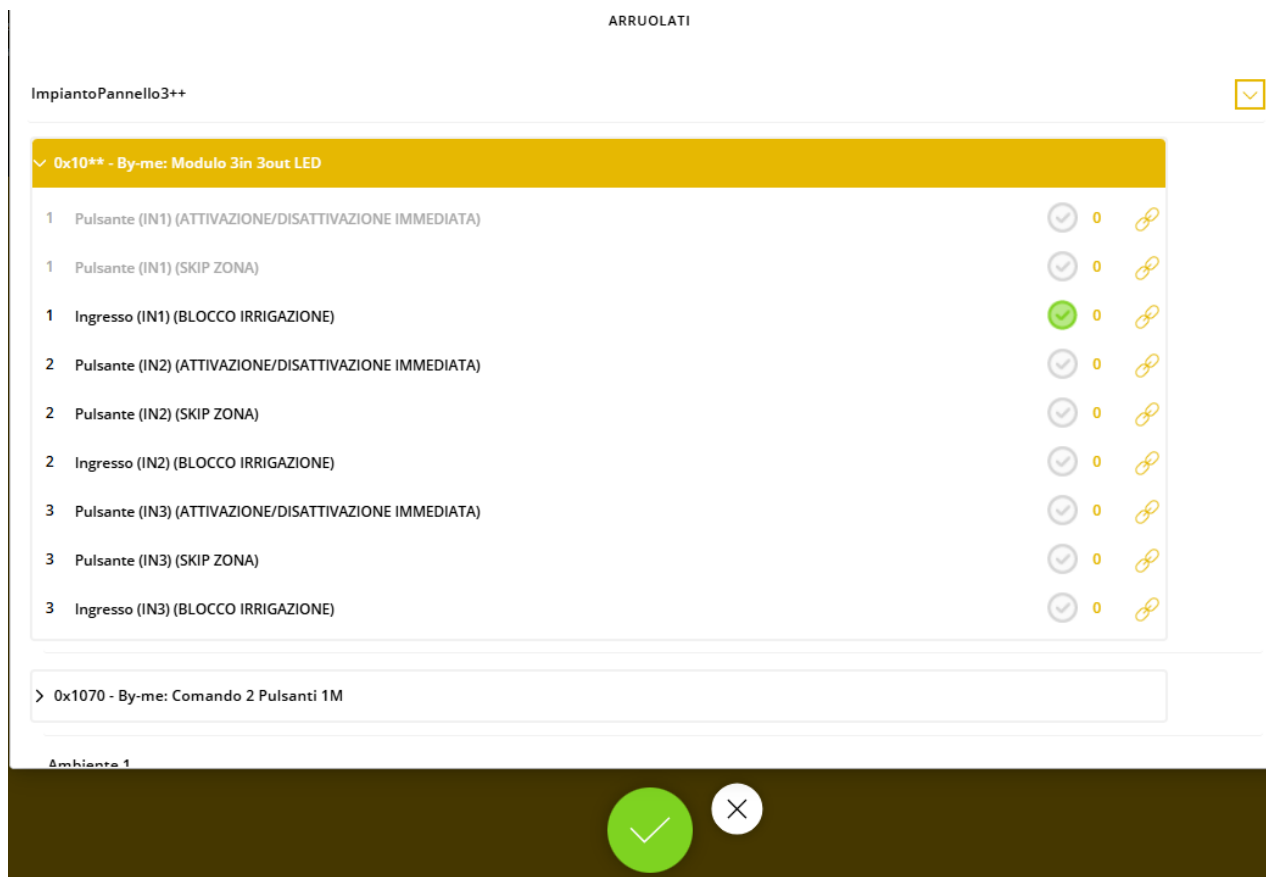 ARRUOLATI
ImpiantoPannello3++
0x10** - By-me: Modulo 3in 3out LED
1 Pulsante (IN1) (ATTIVAZIONE/DISATTIVAZIONE IMMEDIATA) 0
1 Pulsante (IN1) (SKIP ZONA) 0
1 Ingresso (IN1) (BLOCCO IRRIGAZIONE) 0
2 Pulsante (IN2) (ATTIVAZIONE/DISATTIVAZIONE IMMEDIATA) 0
2 Pulsante (IN2) (SKIP ZONA) 0
2 Ingresso (IN2) (BLOCCO IRRIGAZIONE) 0
3 Pulsante (IN3) (ATTIVAZIONE/DISATTIVAZIONE IMMEDIATA) 0
3 Pulsante (IN3) (SKIP ZONA) 0
3 Ingresso (IN3) (BLOCCO IRRIGAZIONE) 0
0x1070 - By-me: Comando 2 Pulsanti 1M
Ambiente 1